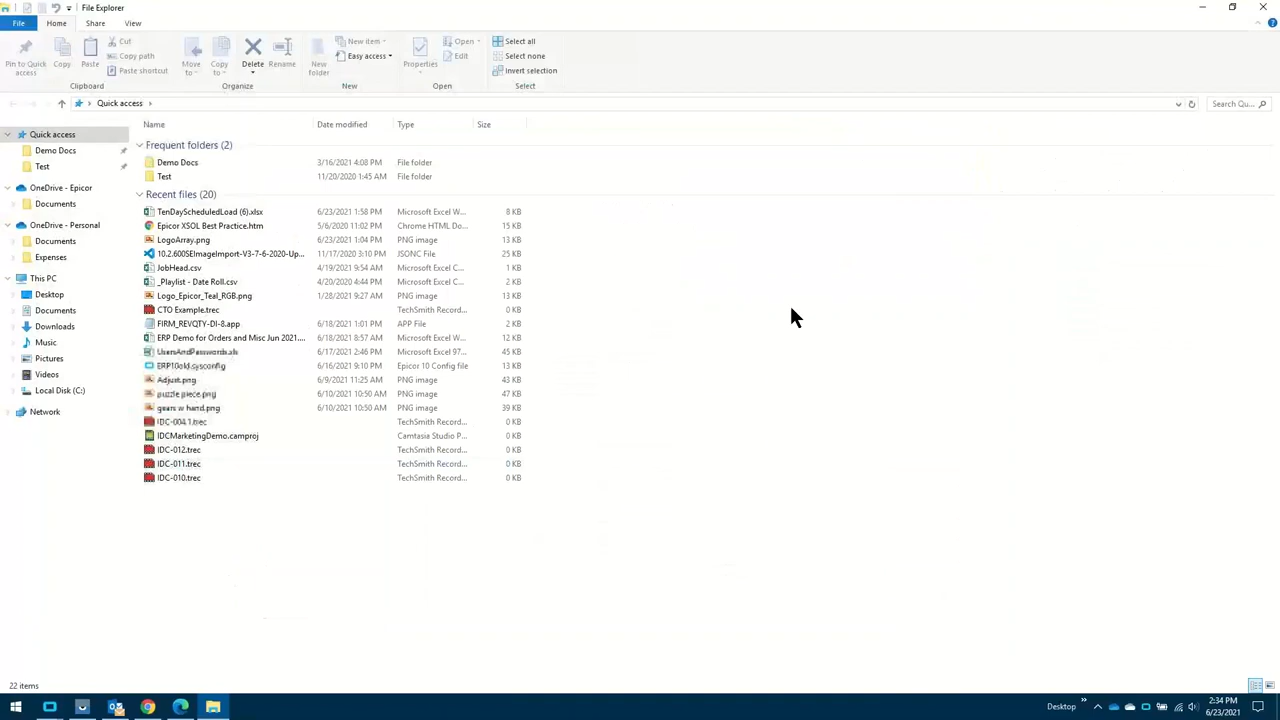 File Explorer
File
Home
Share
View
Pin to Quick access
Copy
Paste
Cut
Copy path
Paste shortcut
Clipboard
Move to
Copy to
Delete
Rename
Organize
New folder
New item
Easy access
New
Properties
Open
Edit
Open
Select all
Select none
Invert selection
Select
Quick access
Search Qu...
Name
Date modified
Type
Size
Quick access
Demo Docs
Test
OneDrive - Epicor
Documents
OneDrive - Personal
Documents
Expenses
This PC
Desktop
Documents
Downloads
Music
Pictures
Videos
Local Disk (C:)
Network
Frequent folders (2)
Demo Docs 3/16/2021 4:08 PM File folder
Test 11/20/2020 1:45 AM File folder
Recent files (20)
TenDayScheduledLoad (6).xlsx 6/23/2021 1:58 PM Microsoft Excel W... 8 KB
Epicor XSOL Best Practice.htm 5/6/2020 11:02 PM Chrome HTML Do... 15 KB
LogoArray.png 6/23/2021 1:04 PM PNG image 13 KB
10.2.600SEImageImport-V3-7-6-2020-Up... 11/17/2020 3:10 PM JSONC File 25 KB
JobHead.csv 4/19/2021 9:54 AM Microsoft Excel C... 1 KB
_Playlist - Date Roll.csv 4/20/2020 4:44 PM Microsoft Excel C... 2 KB
Logo_Epicor_Teal_RGB.png 1/28/2021 9:27 AM PNG image 13 KB
CTO Example.trec TechSmith Record... 0 KB
FIRM_REVQTY-DI-8.app 6/18/2021 1:01 PM APP File 2 KB
ERP Demo for Orders and Misc Jun 2021.... 6/18/2021 8:57 AM Microsoft Excel W... 12 KB
UsersAndPasswords.xls 6/17/2021 2:46 PM Microsoft Excel 97... 45 KB
ERP10old.sysconfig 6/16/2021 9:10 PM Epicor 10 Config file 13 KB
Adjust.png 6/9/2021 11:25 AM PNG image 43 KB
puzzle piece.png 6/10/2021 10:50 AM PNG image 47 KB
gears w hand.png 6/10/2021 10:50 AM PNG image 39 KB
IDC-004.1.trec TechSmith Record... 0 KB
IDCMarketingDemo.camproj Camtasia Studio P... 0 KB
IDC-012.trec TechSmith Record... 0 KB
IDC-011.trec TechSmith Record... 0 KB
IDC-010.trec TechSmith Record... 0 KB
22 items
Desktop
2:34 PM
6/23/2021